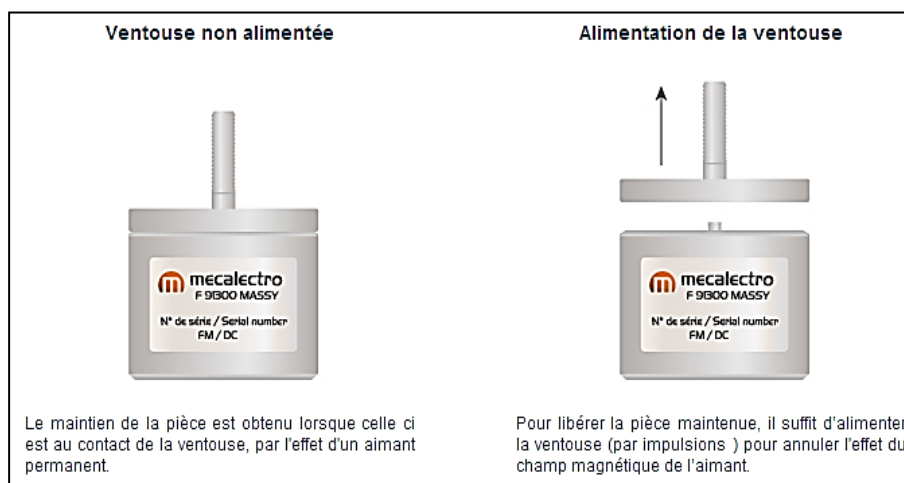 Ventouse non alimentée
mecalectro
F 91300 MASSY
N° de série / Serial number
FM / DC
Le maintien de la pièce est obtenu lorsque celle ci
est au contact de la ventouse, par l'effet d'un aimant
permanent.
Alimentation de la ventouse
mecalectro
F 91300 MASSY
N° de série / Serial number
FM / DC
Pour libérer la pièce maintenue, il suffit d'alimenter
la ventouse (par impulsions ) pour annuler l'effet du
champ magnétique de l'aimant.